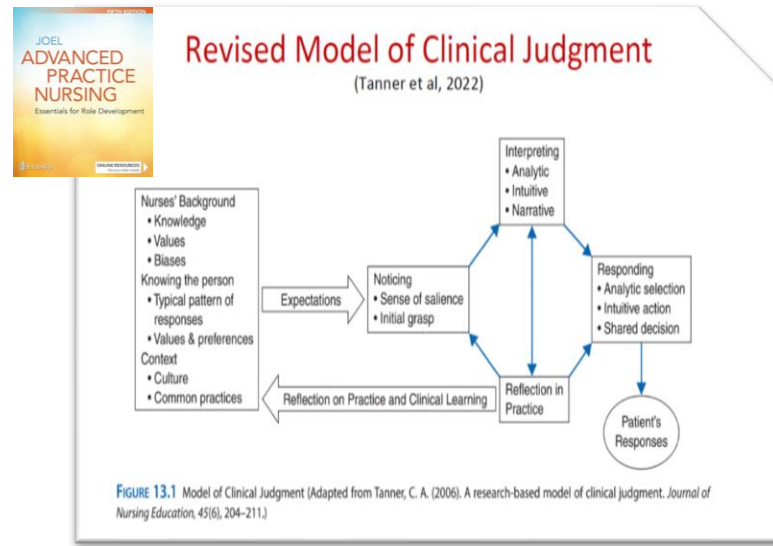 FIFTH EDITION
JOEL
ADVANCED
PRACTICE
NURSING
Essentials for Role Development
ONLINE RESOURCES
Revised Model of Clinical Judgment
(Tanner et al, 2022)
Nurses' Background
• Knowledge
• Values
• Biases
Knowing the person
• Typical pattern of
responses
• Values & preferences
Context
• Culture
• Common practices
Expectations
Noticing
• Sense of salience
• Initial grasp
Interpreting
• Analytic
• Intuitive
• Narrative
Responding
• Analytic selection
• Intuitive action
• Shared decision
Reflection on Practice and Clinical Learning
Reflection in
Practice
Patient's
Responses
FIGURE 13.1 Model of Clinical Judgment (Adapted from Tanner, C. A. (2006). A research-based model of clinical judgment. Journal of
Nursing Education, 45(6), 204–211.)